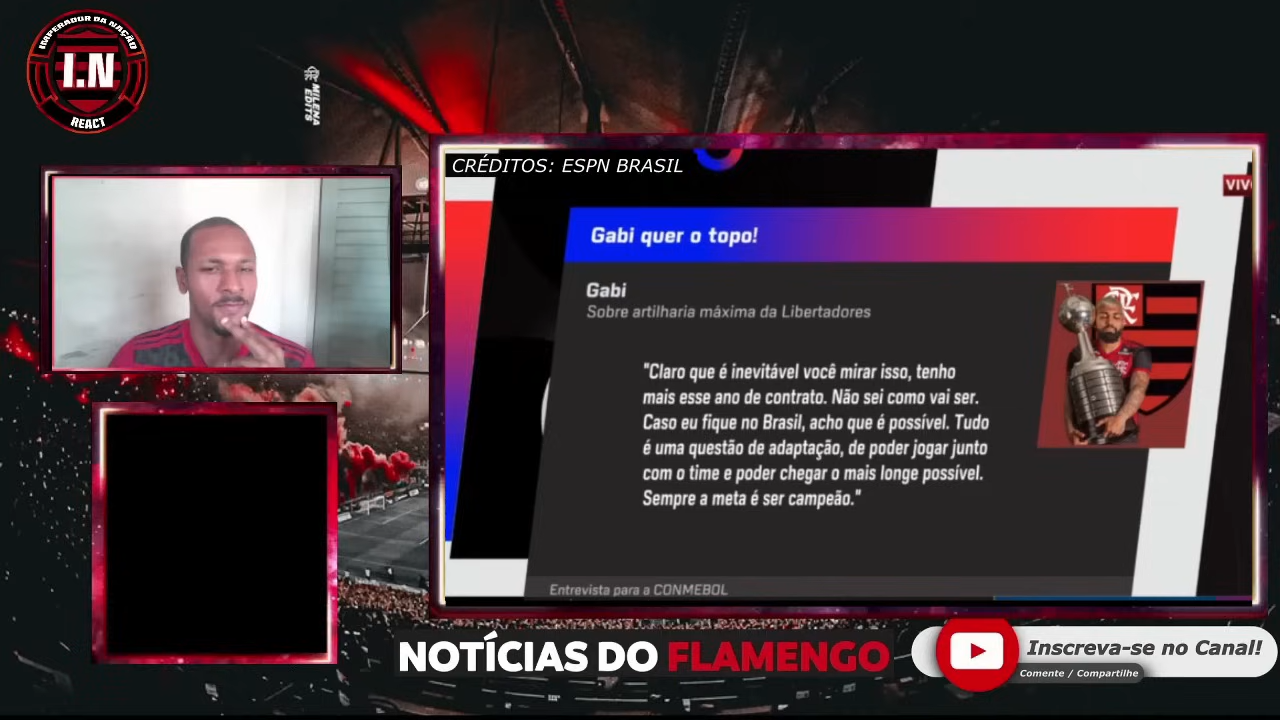 IMPERADOR DA NAÇÃO
I.N
REACT
MILENA
EDITS
CRÉDITOS: ESPN BRASIL
Gabi quer o topo!
Gabi
Sobre artilharia máxima da Libertadores
"Claro que é inevitável você mirar isso, tenho
mais esse ano de contrato. Não sei como vai ser.
Caso eu fique no Brasil, acho que é possível. Tudo
é uma questão de adaptação, de poder jogar junto
com o time e poder chegar o mais longe possível.
Sempre a meta é ser campeão."
Entrevista para a CONMEBOL
NOTÍCIAS DO FLAMENGO
Inscreva-se no Canal!
Comente / Compartilhe